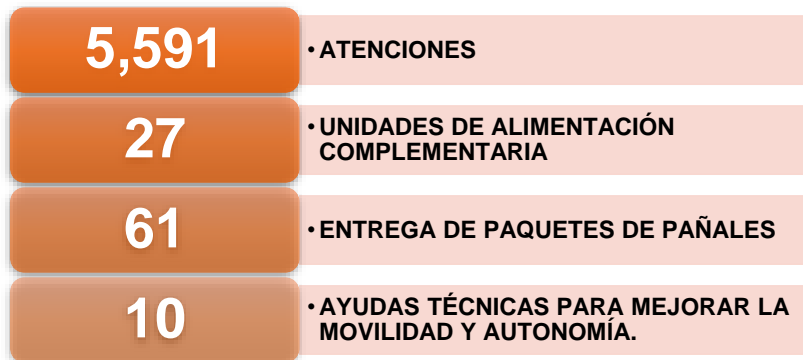 5,591
• ATENCIONES
27
• UNIDADES DE ALIMENTACIÓN
COMPLEMENTARIA
61
• ENTREGA DE PAQUETES DE PAÑALES
10
• AYUDAS TÉCNICAS PARA MEJORAR LA
MOVILIDAD Y AUTONOMÍA.